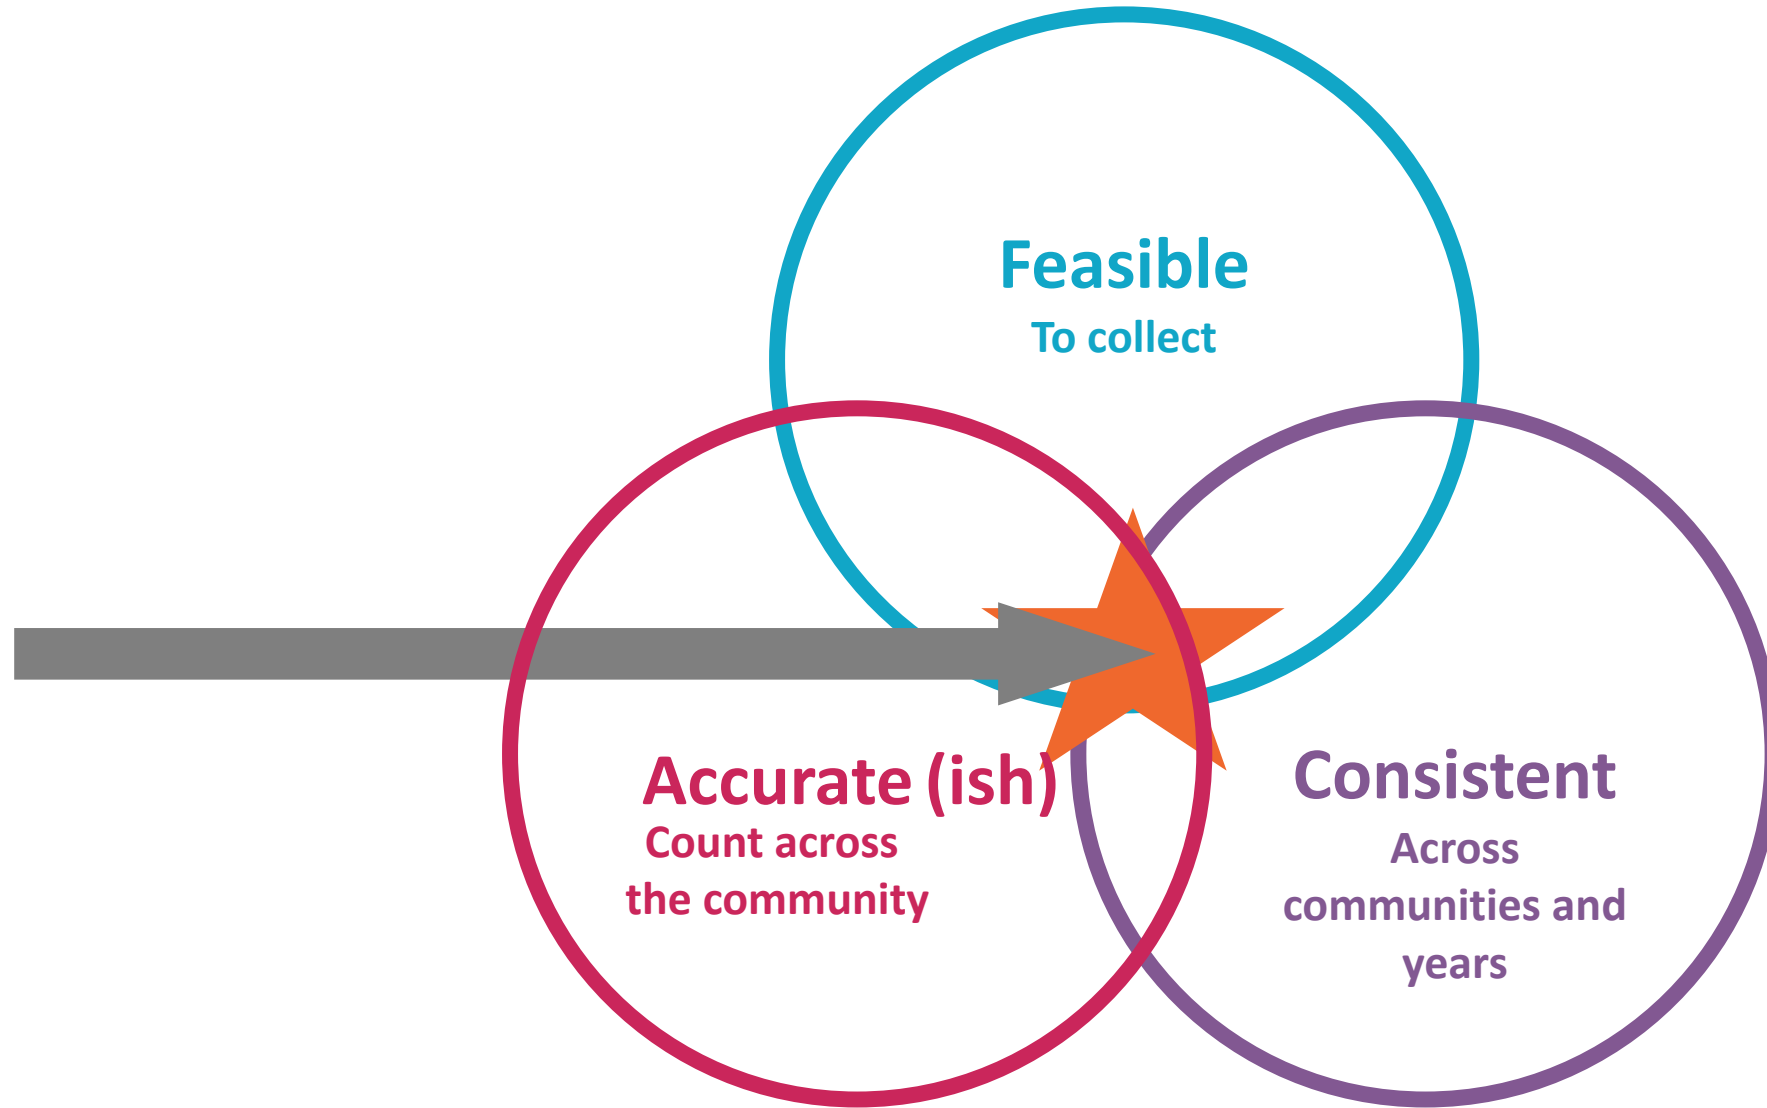 Feasible
To collect
Accurate (ish)
Count across
the community
Consistent
Across
communities and
years